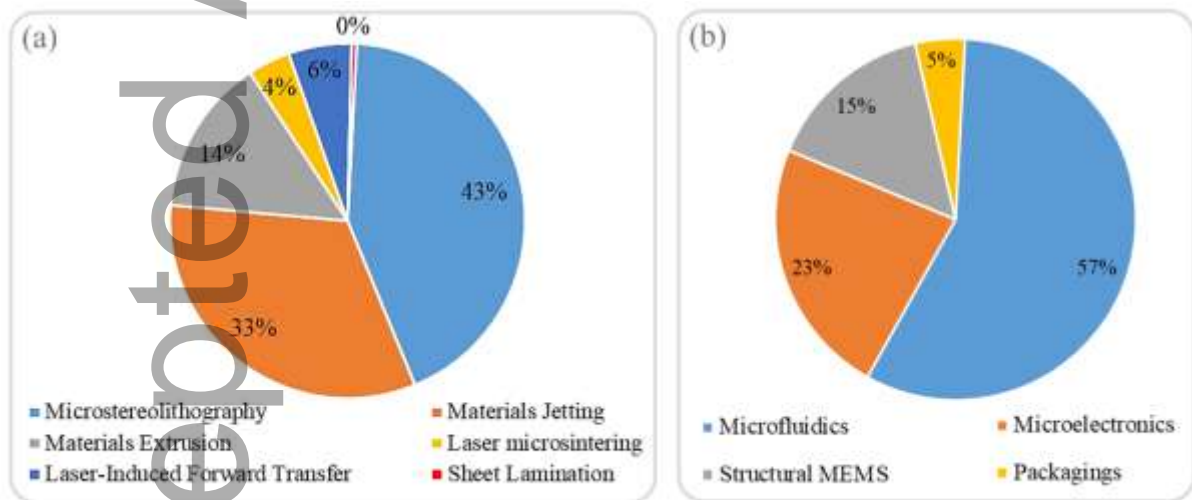 (a)
0%
6%
4%
14%
43%
33%
Microstereolithography
Materials Jetting
Materials Extrusion
Laser microsintering
Laser-Induced Forward Transfer
Sheet Lamination
(b)
5%
15%
23%
57%
Microfluidics
Microelectronics
Structural MEMS
Packagings
epted